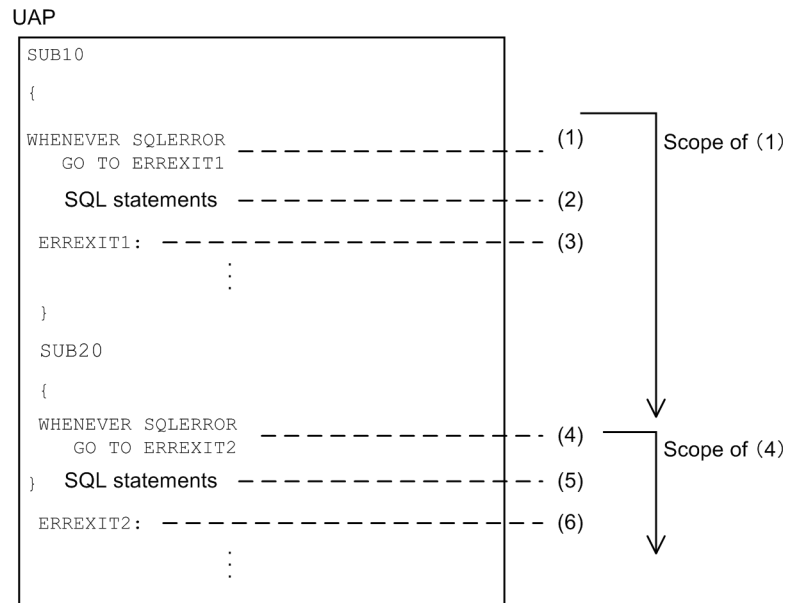 UAP
SUB10
{
WHENEVER SQLERROR
GO TO ERREXIT1
(1)
Scope of (1)
SQL statements
(2)
ERREXIT1:
(3)
}
SUB20
{
WHENEVER SQLERROR
GO TO ERREXIT2
(4)
Scope of (4)
} SQL statements
(5)
ERREXIT2:
(6)